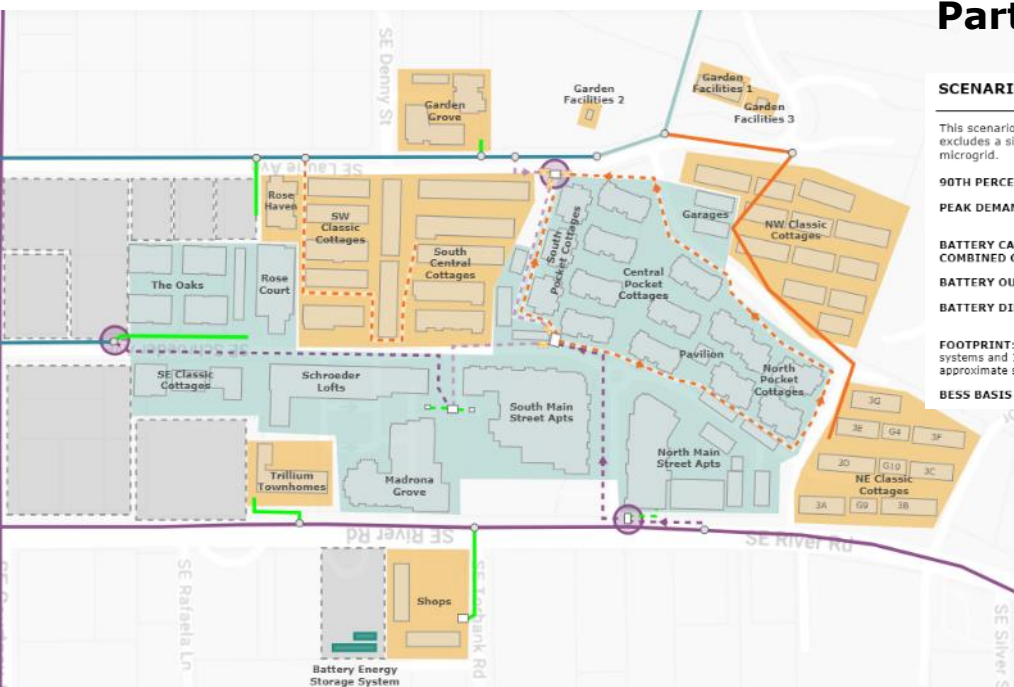 Part
SCENARI
This scenario
excludes a si
microgrid.
90TH PERCE
PEAK DEMAN
BATTERY CA
COMBINED
BATTERY OU
BATTERY DI
FOOTPRINT:
systems and
approximate s
BESS BASIS
SE Denny St
Garden
Grove
Garden
Facilities 2
Garden
Facilities 1
Garden
Facilities 3
SE Laurie Av
Rose
Haven
SW
Classic
Cottages
South
Central
Cottages
South
Pocket Cottages
Garages
NW Classic
Cottages
The Oaks
Rose
Court
Central
Pocket
Cottages
Pavilion
North
Pocket
Cottages
SE Classic
Cottages
Schroeder
Lofts
South Main
Street Apts
North Main
Street Apts
3G
3E
G4
3F
3D
G10
3C
NE Classic
Cottages
3A
G9
3B
Trillium
Townhomes
Madrona
Grove
SE River Rd
SE River Rd
SE Rafaela Ln
Shops
Battery Energy
Storage System
SE Silver S